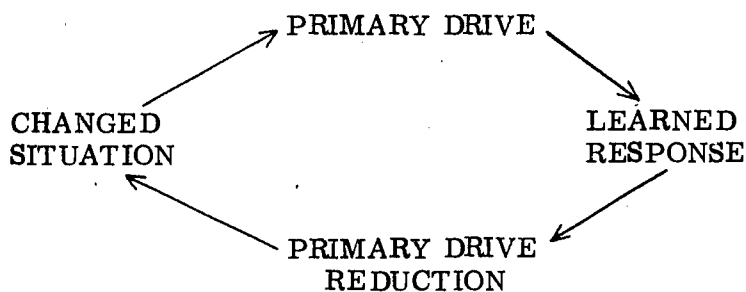 PRIMARY DRIVE
CHANGED
SITUATION
LEARNED
RESPONSE
PRIMARY DRIVE
REDUCTION